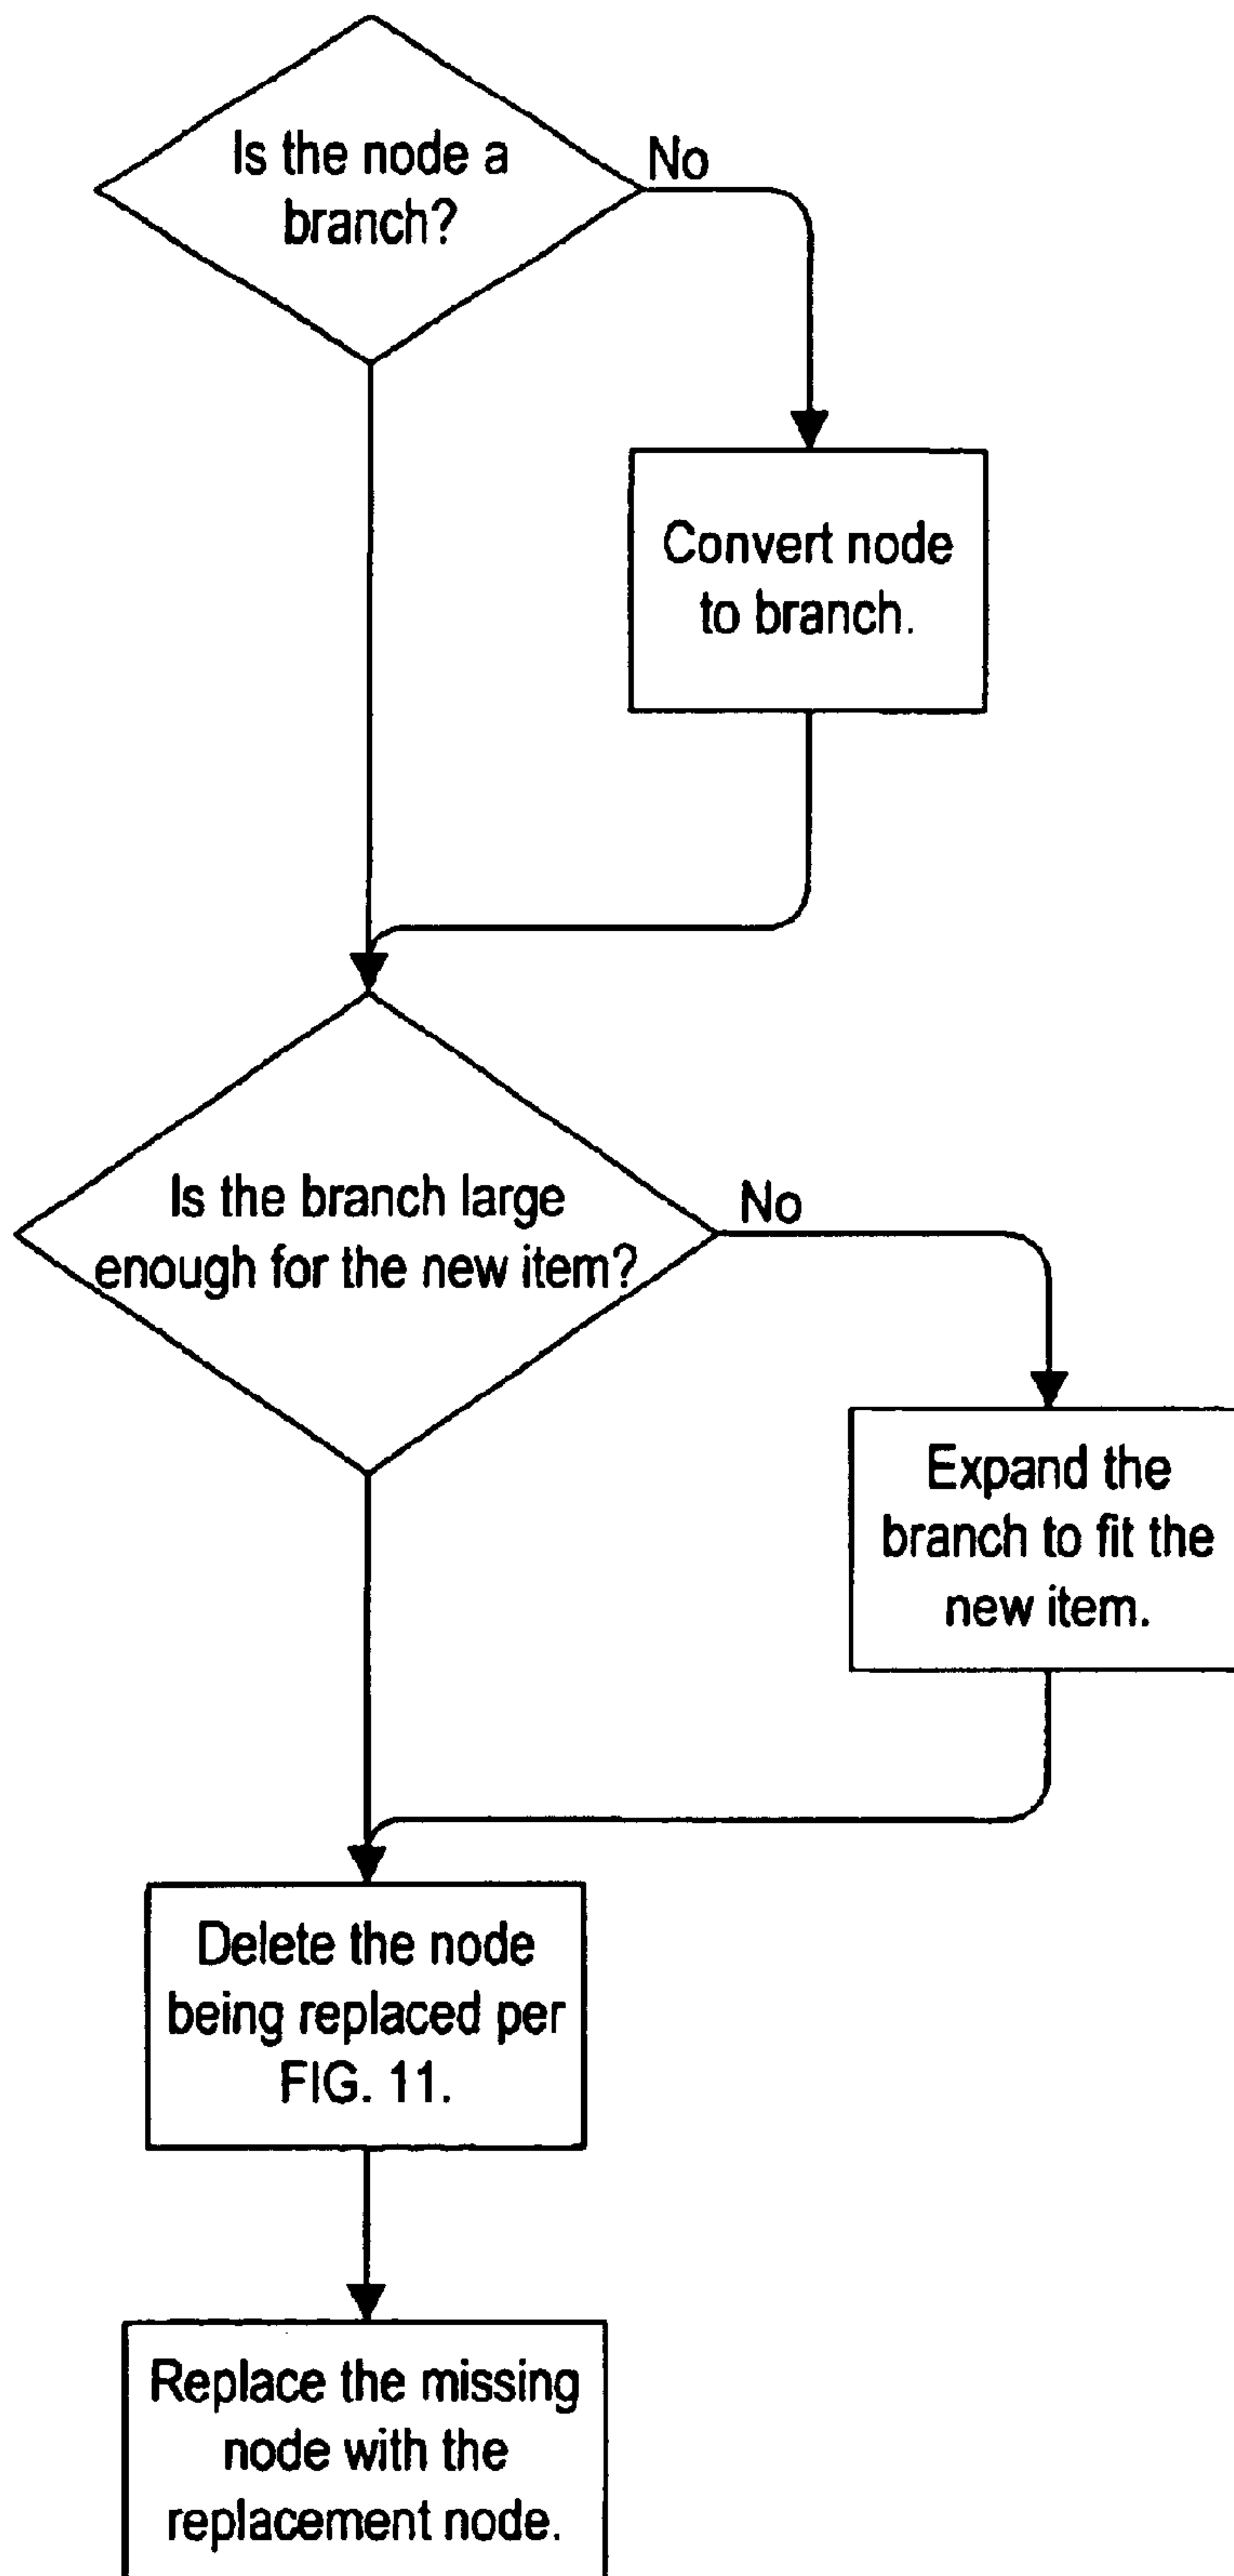 Is the node a
branch?
No
Convert node
to branch.
Is the branch large
enough for the new item?
No
Expand the
branch to fit the
new item.
Delete the node
being replaced per
FIG. 11.
Replace the missing
node with the
replacement node.